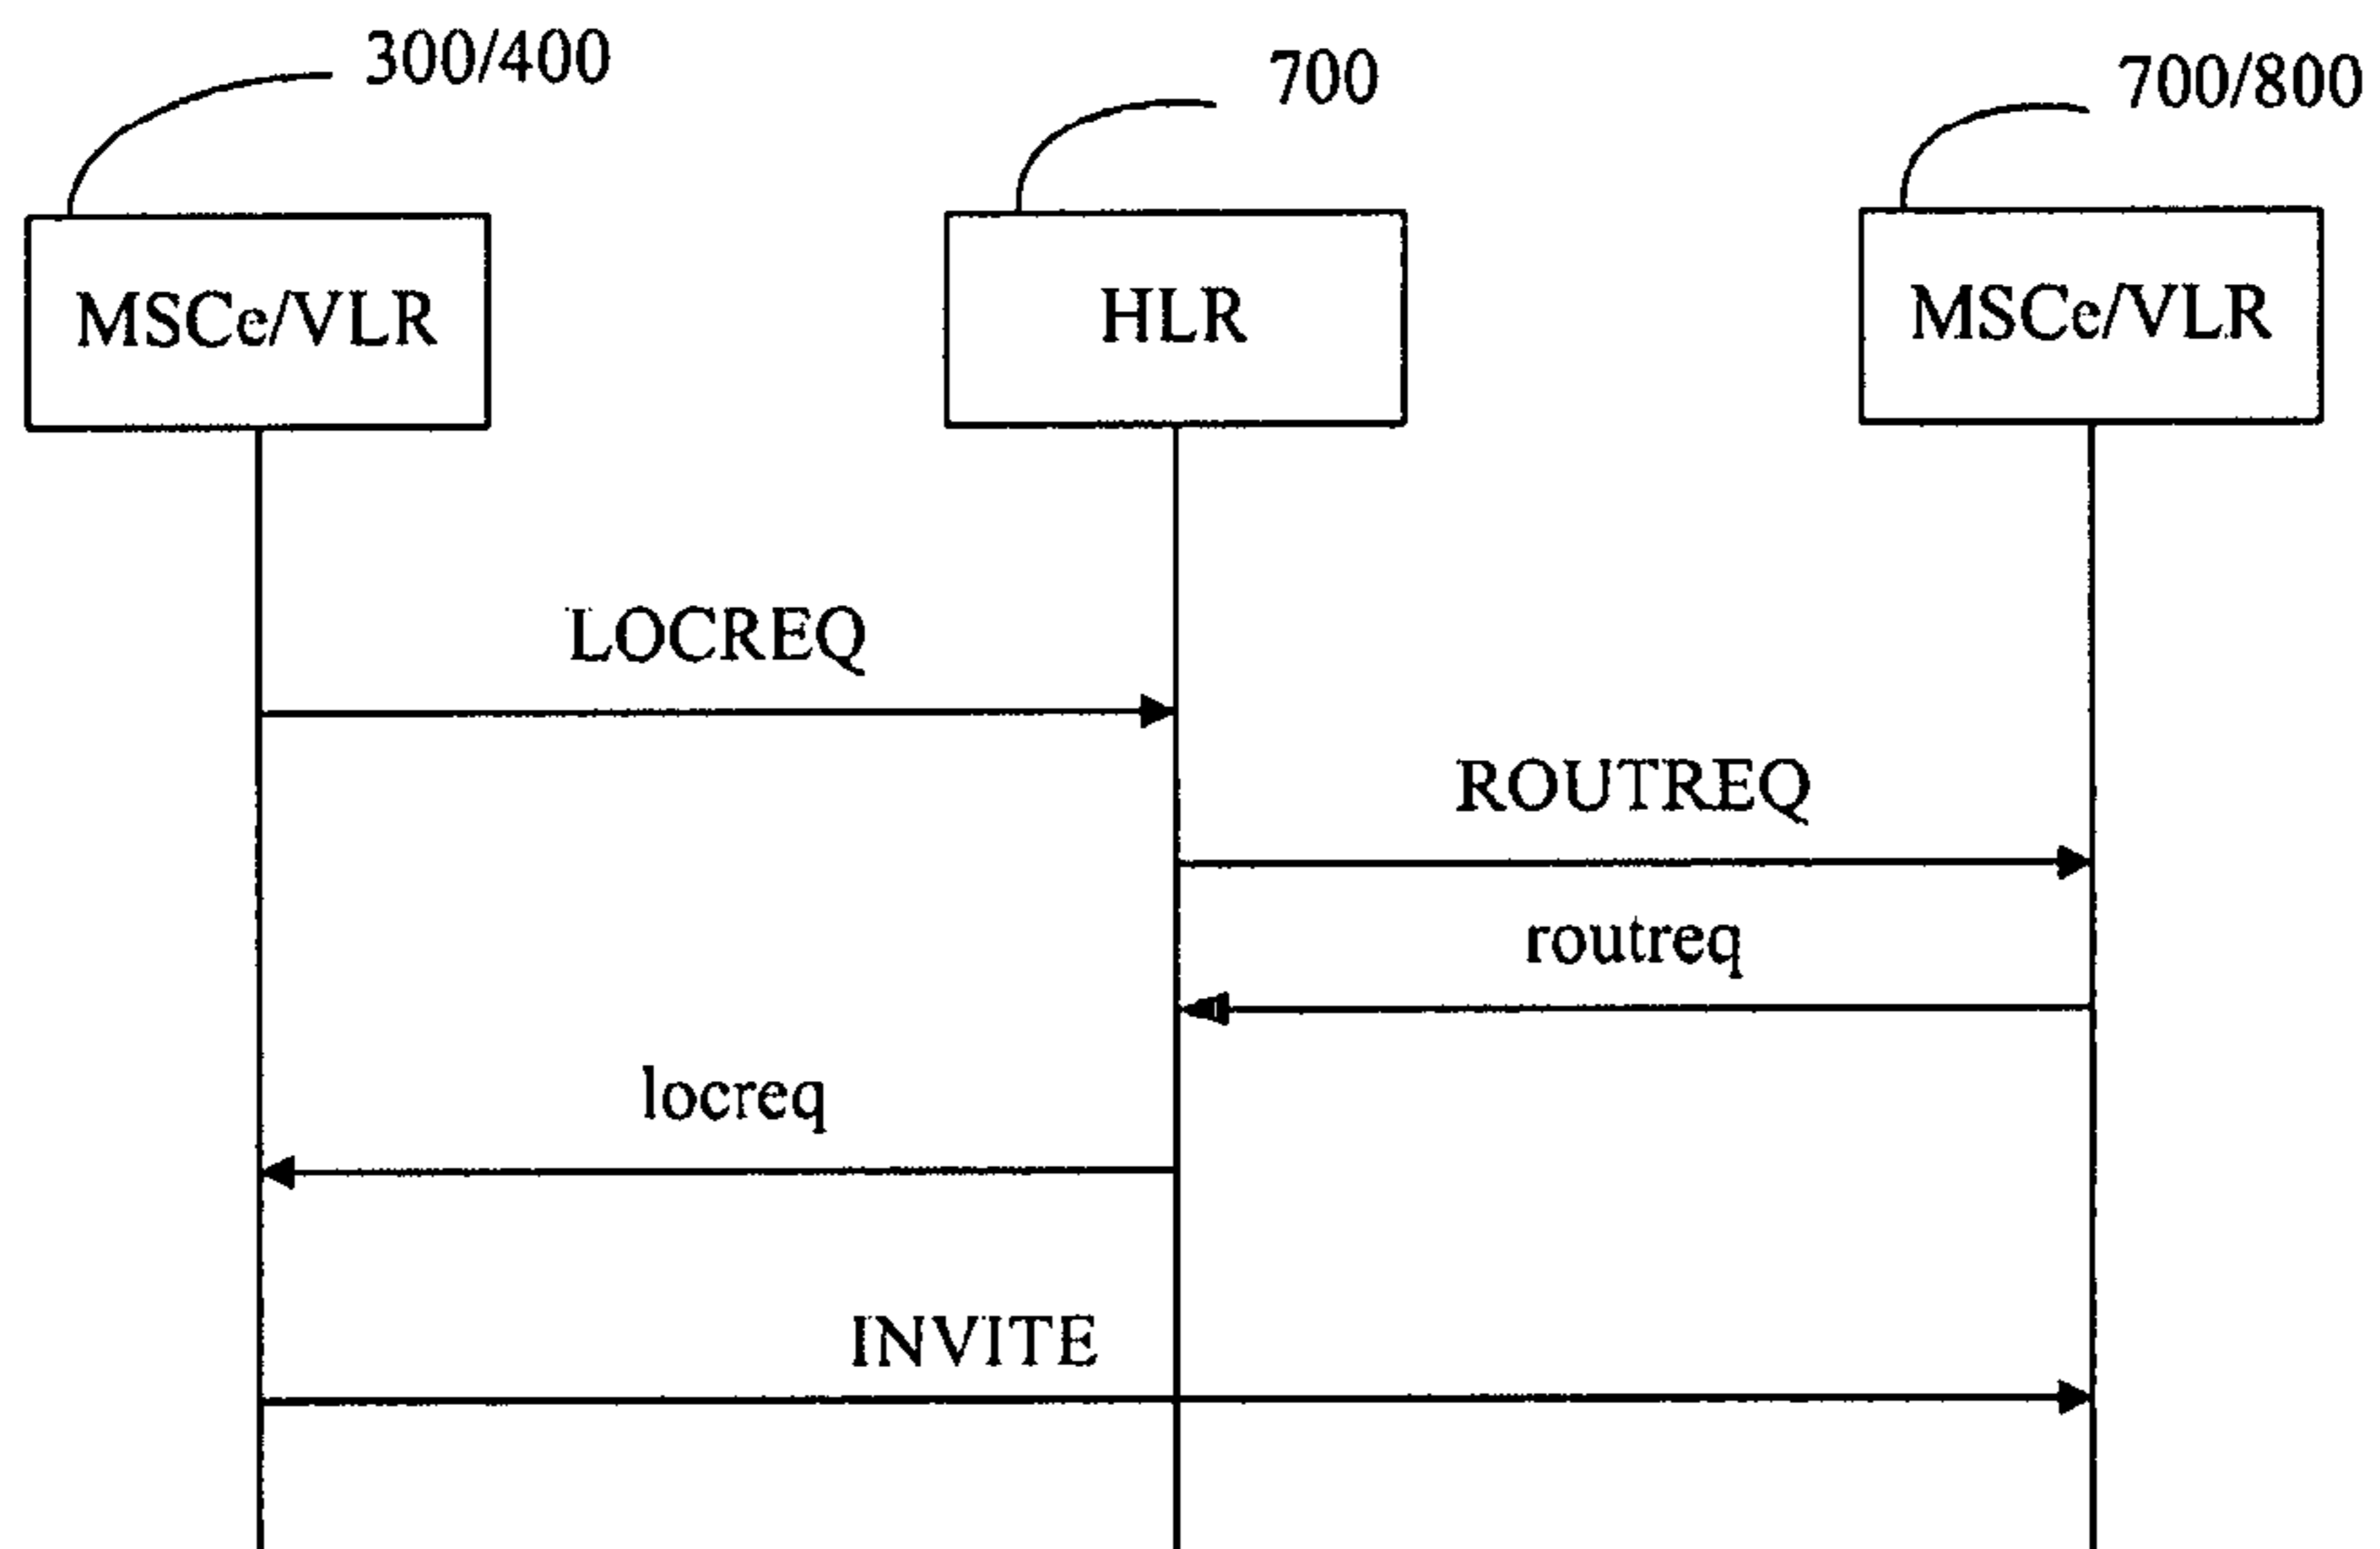 300/400
700
700/800
MSCe/VLR
HLR
MSCe/VLR
LOCREQ
ROUTREQ
routreq
locreq
INVITE